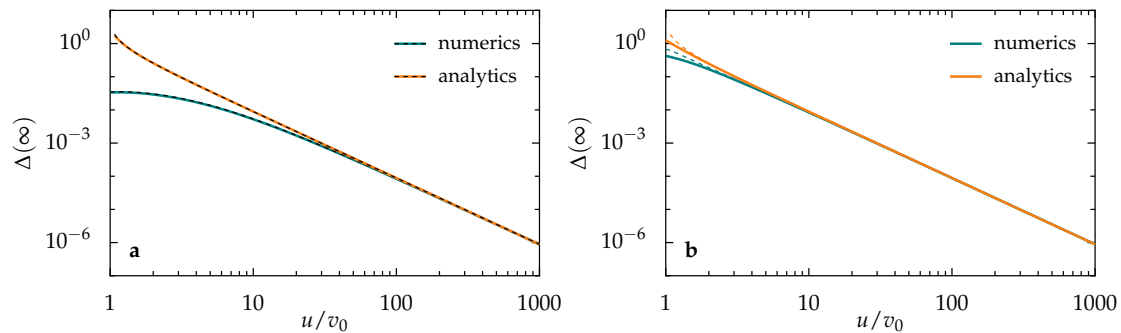 10^0
10^{-3}
10^{-6}
Δ(∞)
numerics
analytics
a
1 10 100 1000
u/v_0
10^0
10^{-3}
10^{-6}
Δ(∞)
numerics
analytics
b
1 10 100 1000
u/v_0